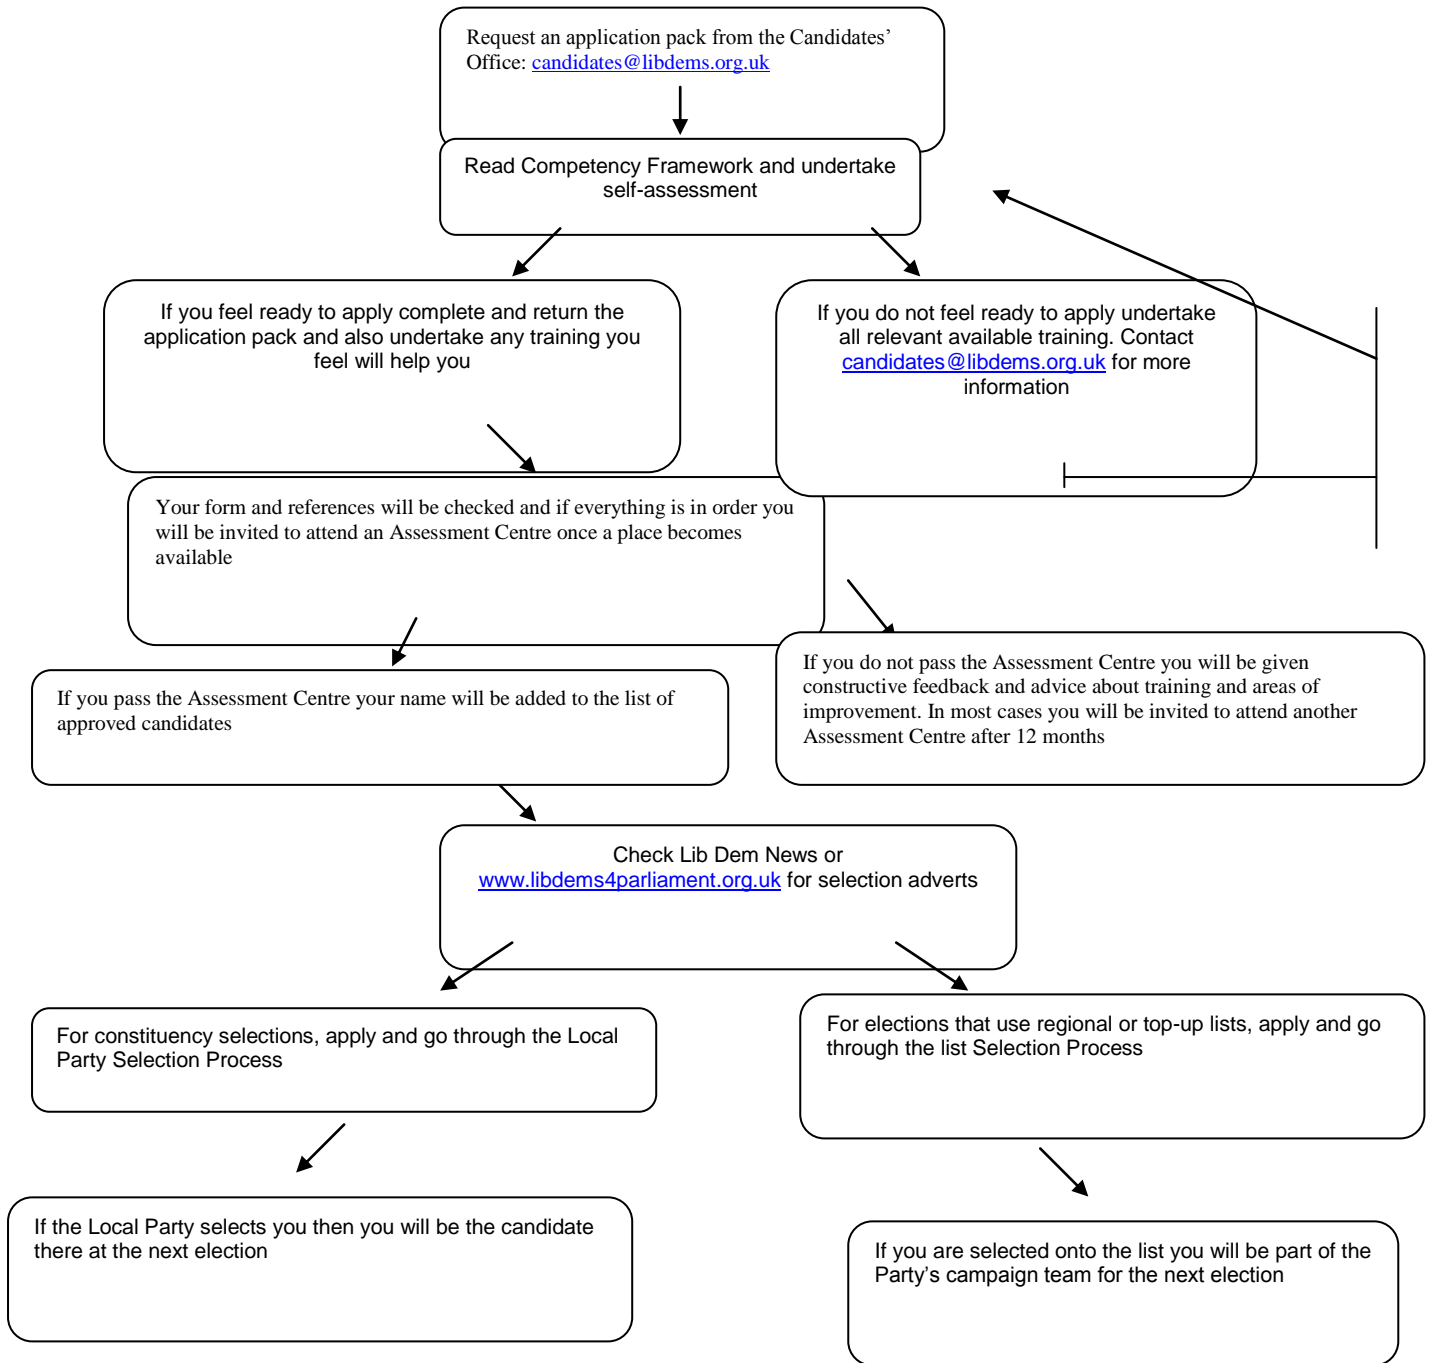 Request an application pack from the Candidates’
Office: candidates@libdems.org.uk
Read Competency Framework and undertake
self-assessment
If you feel ready to apply complete and return the
application pack and also undertake any training you
feel will help you
If you do not feel ready to apply undertake
all relevant available training. Contact
candidates@libdems.org.uk for more
information
Your form and references will be checked and if everything is in order you
will be invited to attend an Assessment Centre once a place becomes
available
If you pass the Assessment Centre your name will be added to the list of
approved candidates
If you do not pass the Assessment Centre you will be given
constructive feedback and advice about training and areas of
improvement. In most cases you will be invited to attend another
Assessment Centre after 12 months
Check Lib Dem News or
www.libdems4parliament.org.uk for selection adverts
For constituency selections, apply and go through the Local
Party Selection Process
For elections that use regional or top-up lists, apply and go
through the list Selection Process
If the Local Party selects you then you will be the candidate
there at the next election
If you are selected onto the list you will be part of the
Party’s campaign team for the next election